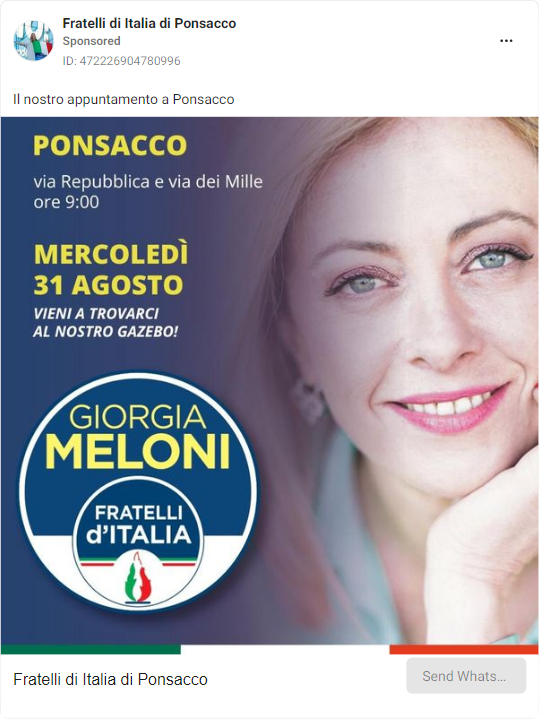 Fratelli di Italia di Ponsacco
Sponsored
ID: 472226904780996
Il nostro appuntamento a Ponsacco
PONSACCO
via Repubblica e via dei Mille
ore 9:00
MERCOLEDÌ
31 AGOSTO
VIENI A TROVARCI
AL NOSTRO GAZEBO!
GIORGIA
MELONI
FRATELLI
d'ITALIA
Fratelli di Italia di Ponsacco
Send Whats...